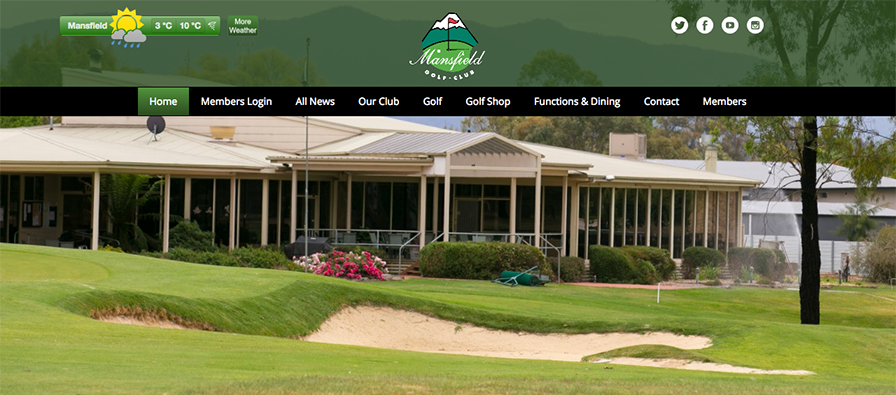 Mansfield 3 °C 10 °C
More
Weather
Mansfield
GOLF-CLUB
Home Members Login All News Our Club Golf Golf Shop Functions & Dining Contact Members